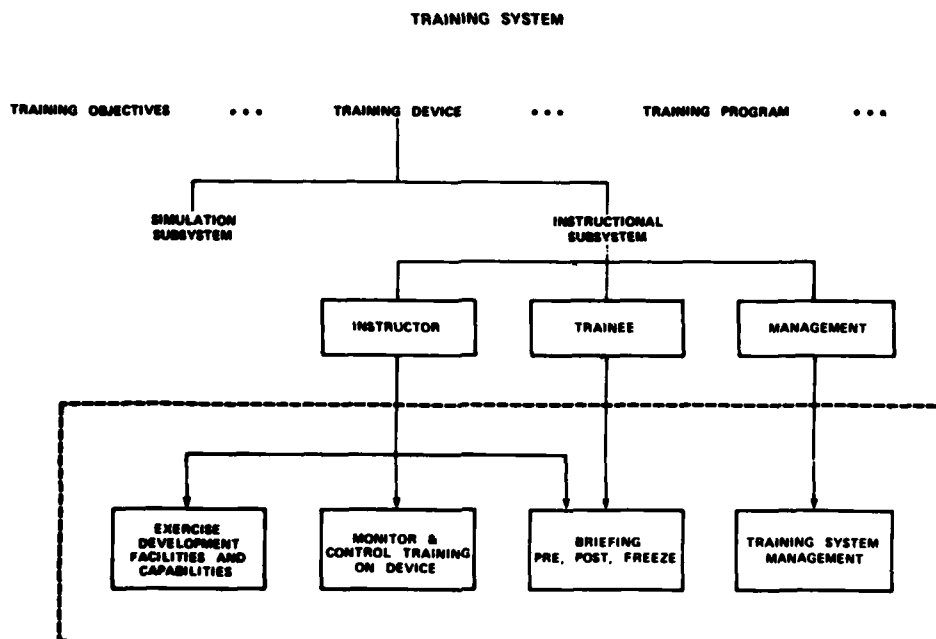 TRAINING SYSTEM
TRAINING OBJECTIVES ••• TRAINING DEVICE ••• TRAINING PROGRAM •••
SIMULATION
SUBSYSTEM
INSTRUCTIONAL
SUBSYSTEM
INSTRUCTOR
TRAINEE
MANAGEMENT
EXERCISE
DEVELOPMENT
FACILITIES AND
CAPABILITIES
MONITOR &
CONTROL TRAINING
ON DEVICE
BRIEFING
PRE, POST, FREEZE
TRAINING SYSTEM
MANAGEMENT